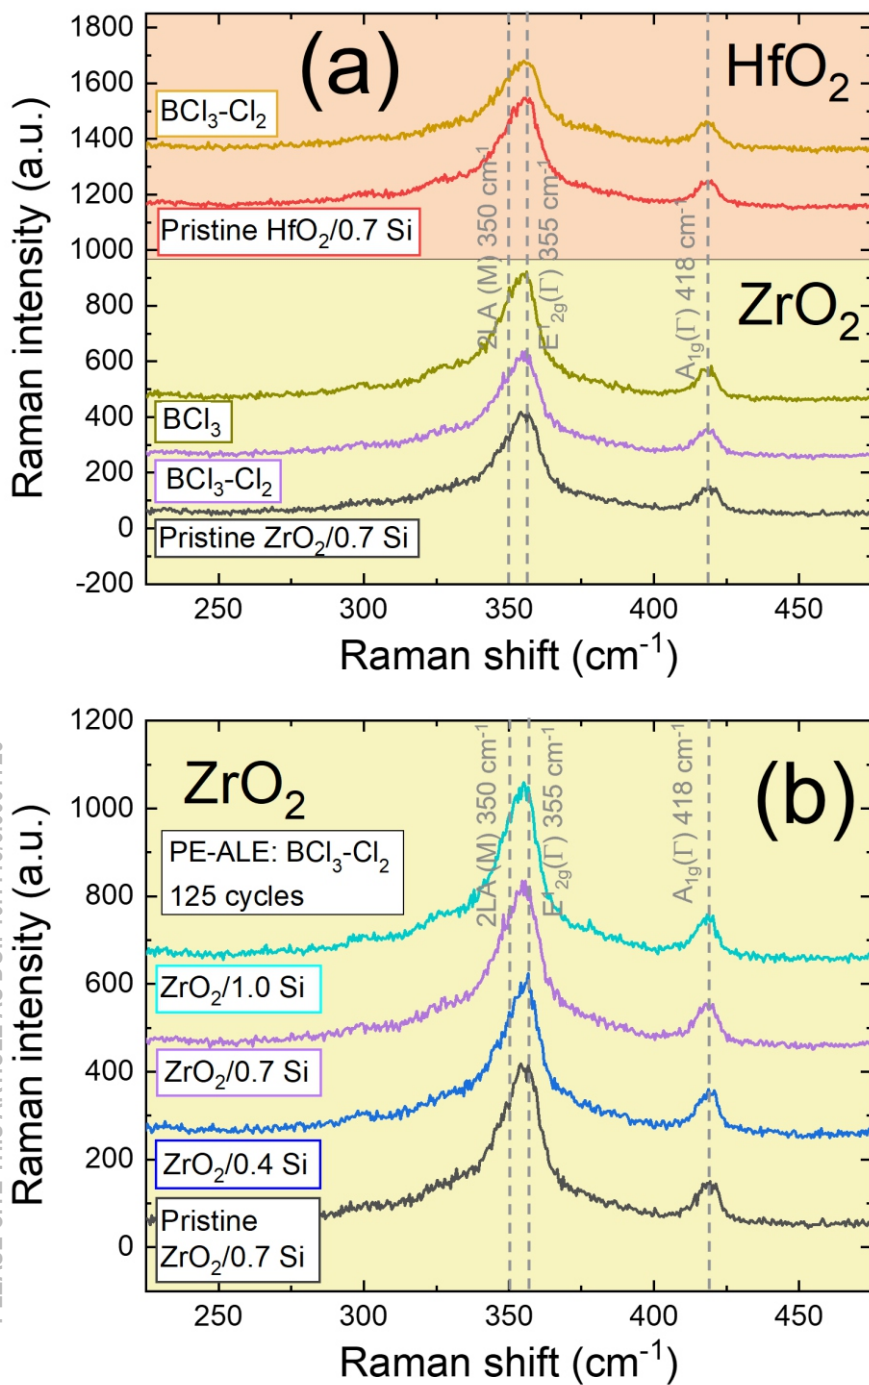 1800
1600
1400
1200
1000
800
600
400
200
0
-200
Raman intensity (a.u.)
(a)
HfO₂
BCl₃-Cl₂
Pristine HfO₂/0.7 Si
2LA (M) 350 cm⁻¹
E¹₂g(Γ) 355 cm⁻¹
A₁g(Γ) 418 cm⁻¹
ZrO₂
BCl₃
BCl₃-Cl₂
Pristine ZrO₂/0.7 Si
250 300 350 400 450
Raman shift (cm⁻¹)
1200
1000
800
600
400
200
0
Raman intensity (a.u.)
ZrO₂
(b)
PE-ALE: BCl₃-Cl₂
125 cycles
2LA (M) 350 cm⁻¹
E¹₂g(Γ) 355 cm⁻¹
A₁g(Γ) 418 cm⁻¹
ZrO₂/1.0 Si
ZrO₂/0.7 Si
ZrO₂/0.4 Si
Pristine
ZrO₂/0.7 Si
250 300 350 400 450
Raman shift (cm⁻¹)